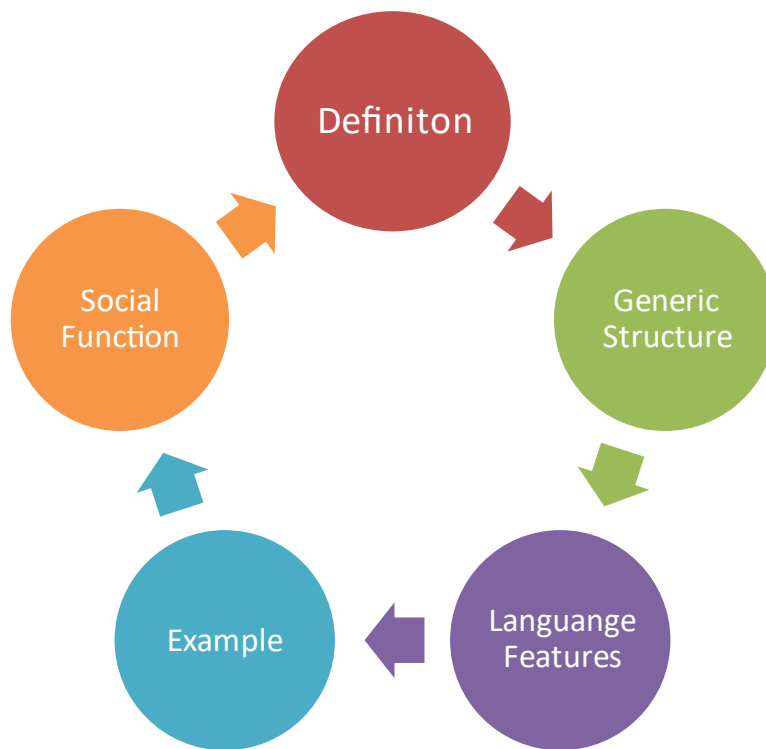 Definiton
Generic
Structure
Languange
Features
Example
Social
Function